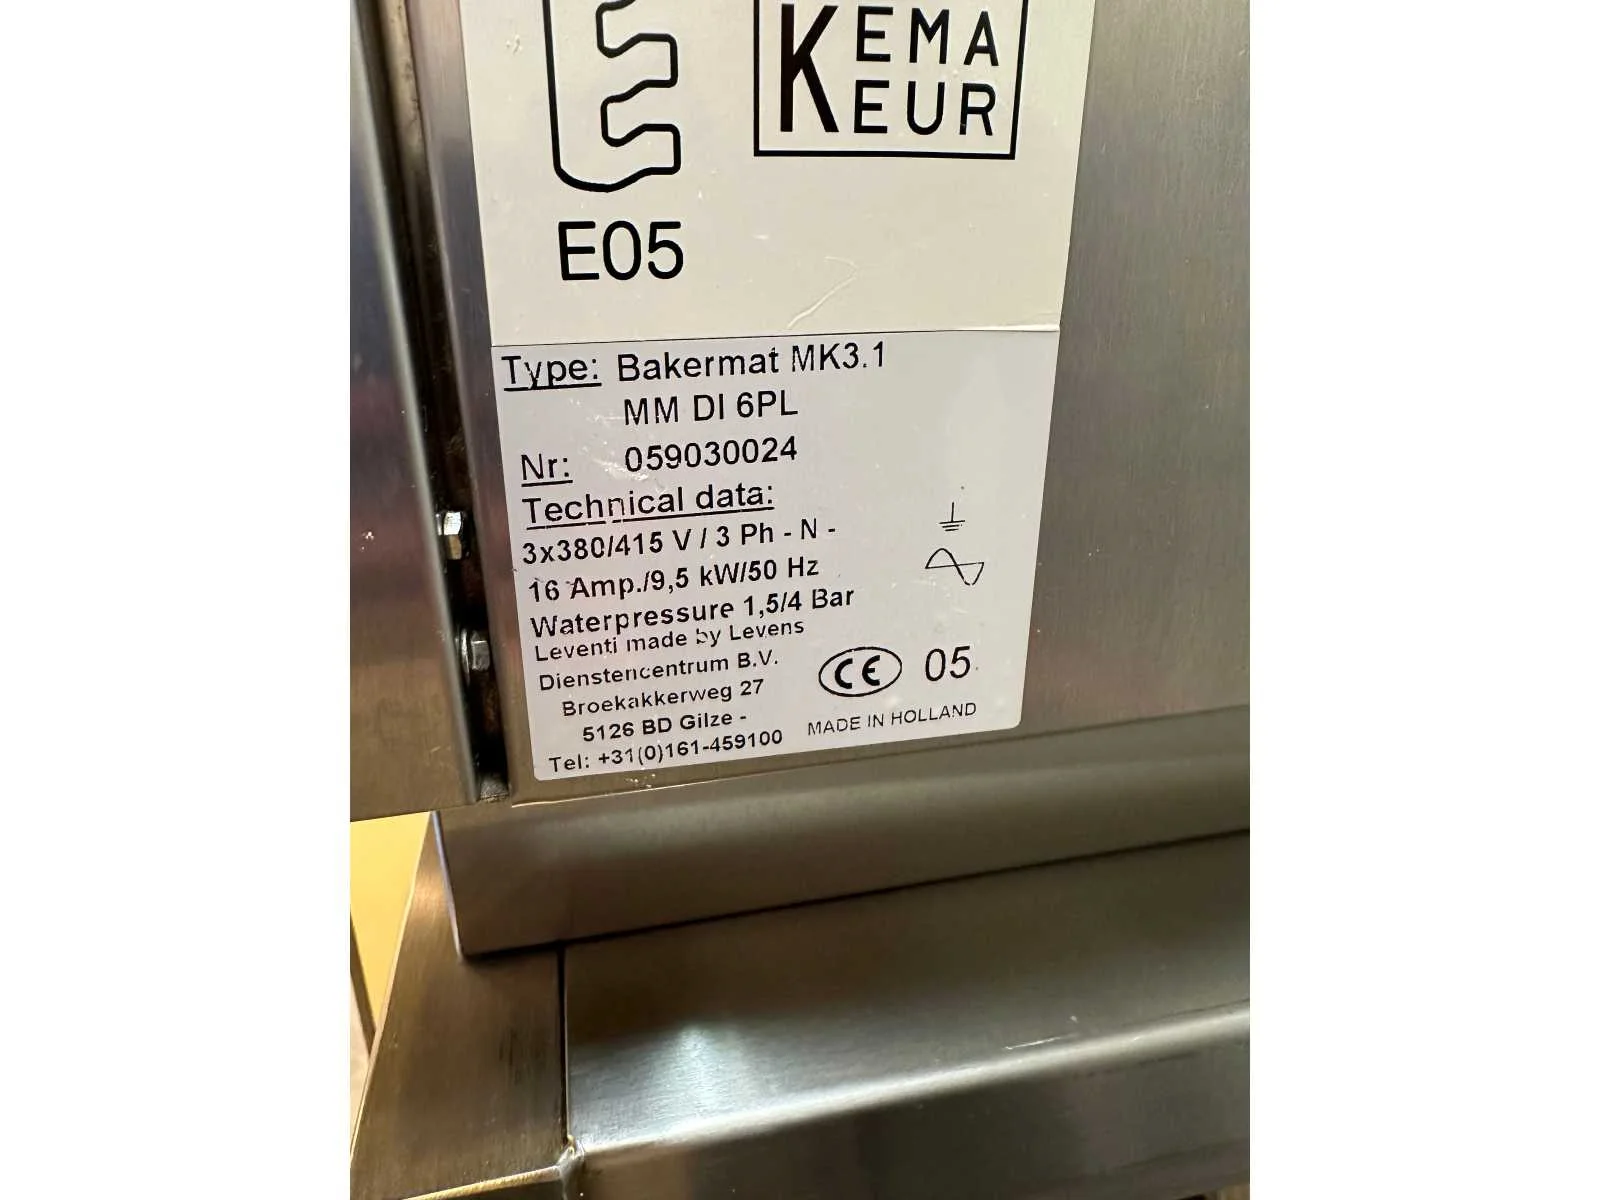 KEMA
KEUR
E05
Type: Bakermat MK3.1
MM DI 6PL
Nr: 059030024
Technical data:
3x380/415 V / 3 Ph - N -
16 Amp./9,5 kW/50 Hz
Waterpressure 1,5/4 Bar
Leventi made by Levens
Dienstencentrum B.V.
Broekakkerweg 27
5126 BD Gilze -
Tel: +31(0)161-459100
CE 05
MADE IN HOLLAND